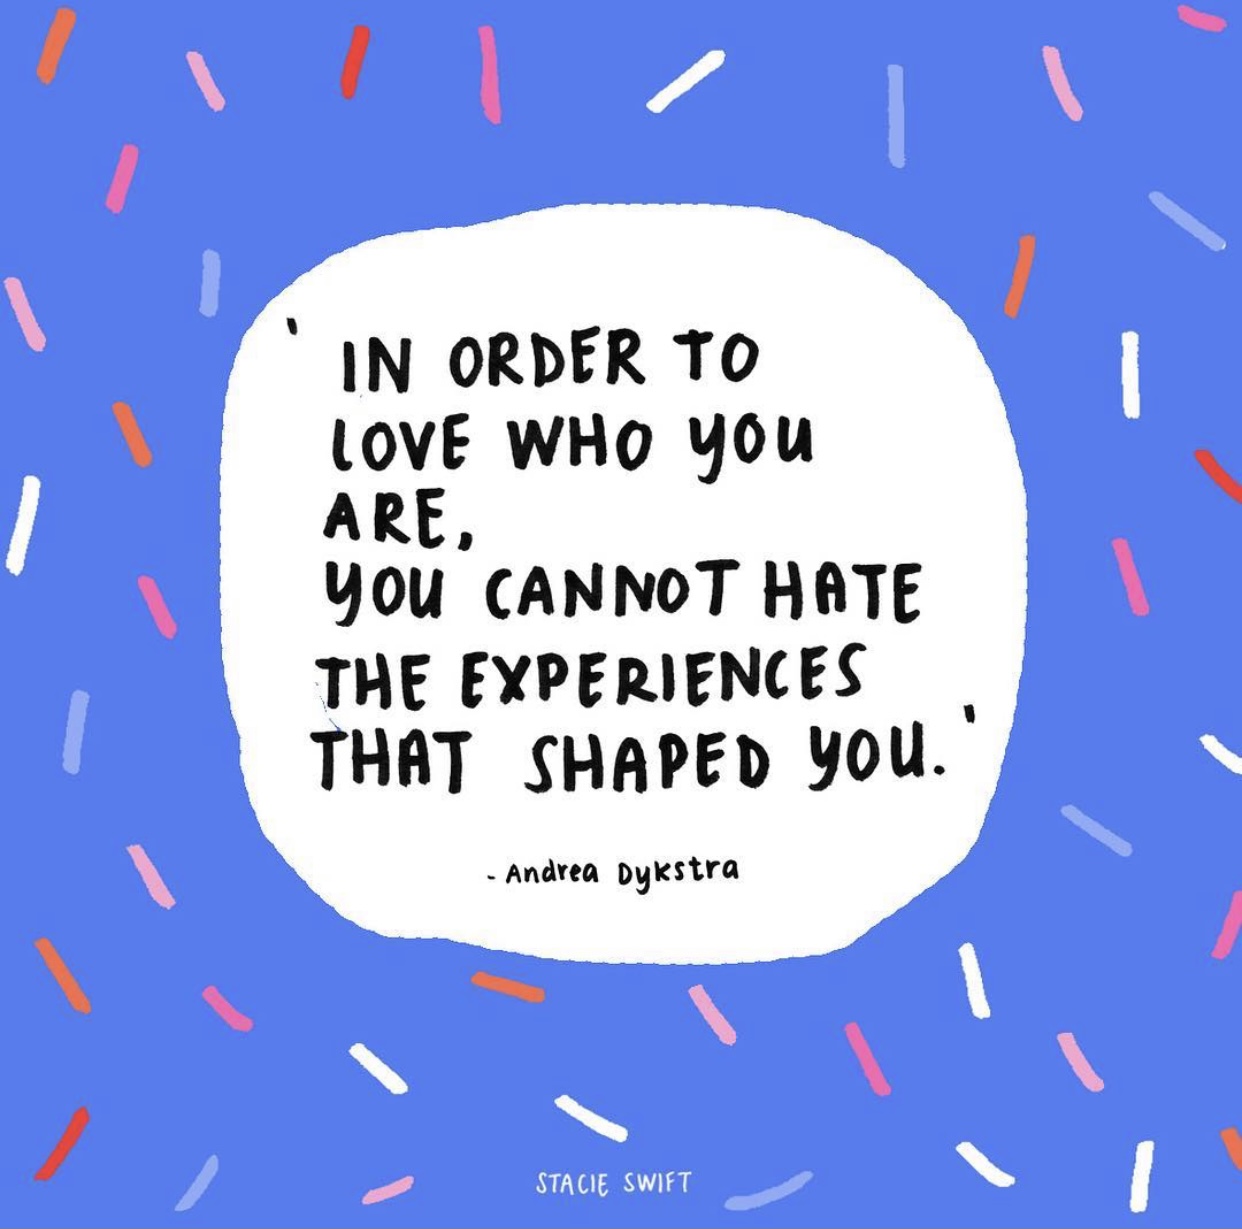 ' IN ORDER TO
LOVE WHO YOU
ARE,
YOU CANNOT HATE
THE EXPERIENCES
THAT SHAPED YOU. '
- Andrea Dykstra
STACIE SWIFT